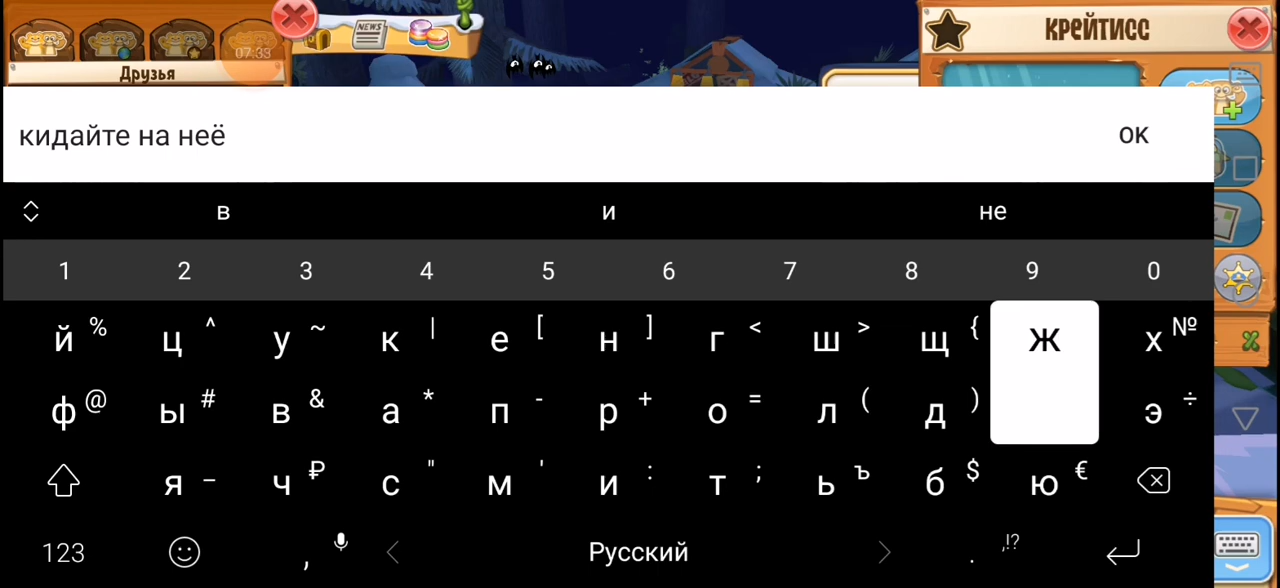 NEWS
КРЕЙТИСС
07:33
Друзья
кидайте на неё
OK
в и не
1 2 3 4 5 6 7 8 9 0
й % ц ^ у ~ к | е [ н ] г < ш > щ { ж х №
ф @ ы # в & а * п - р + о = л ( д ) э ÷
я _ ч ₽ с " м ' и : т ; ь ъ б $ ю €
123 , < Русский > . ,!?